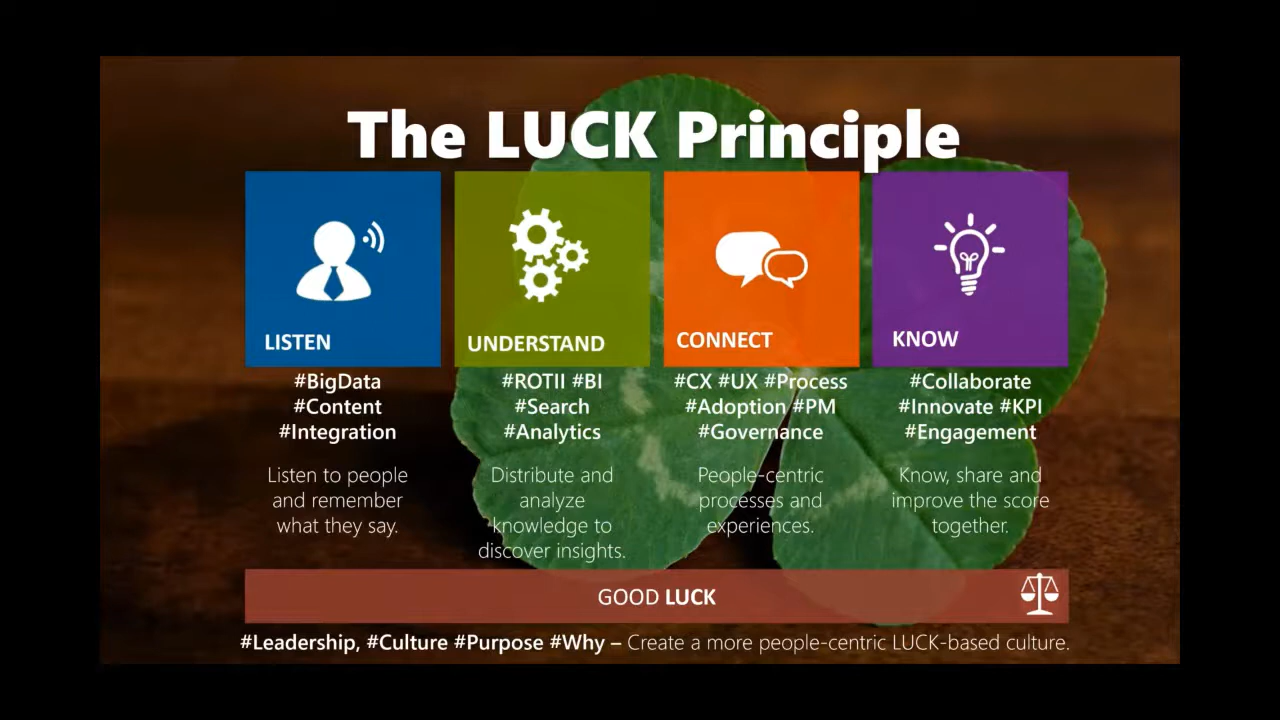 The LUCK Principle
LISTEN
#BigData
#Content
#Integration
Listen to people
and remember
what they say.
UNDERSTAND
#ROTII #BI
#Search
#Analytics
Distribute and
analyze
knowledge to
discover insights.
CONNECT
#CX #UX #Process
#Adoption #PM
#Governance
People-centric
processes and
experiences.
KNOW
#Collaborate
#Innovate #KPI
#Engagement
Know, share and
improve the score
together.
GOOD LUCK
#Leadership, #Culture #Purpose #Why – Create a more people-centric LUCK-based culture.